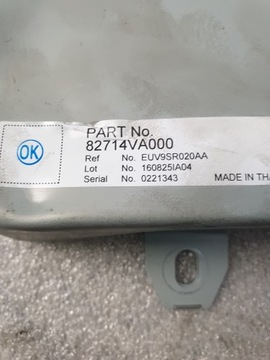 PART No.
82714VA000
OK
Ref No. EUV9SR020AA
Lot No. 160825IA04
Serial No. 0221343
MADE IN THA